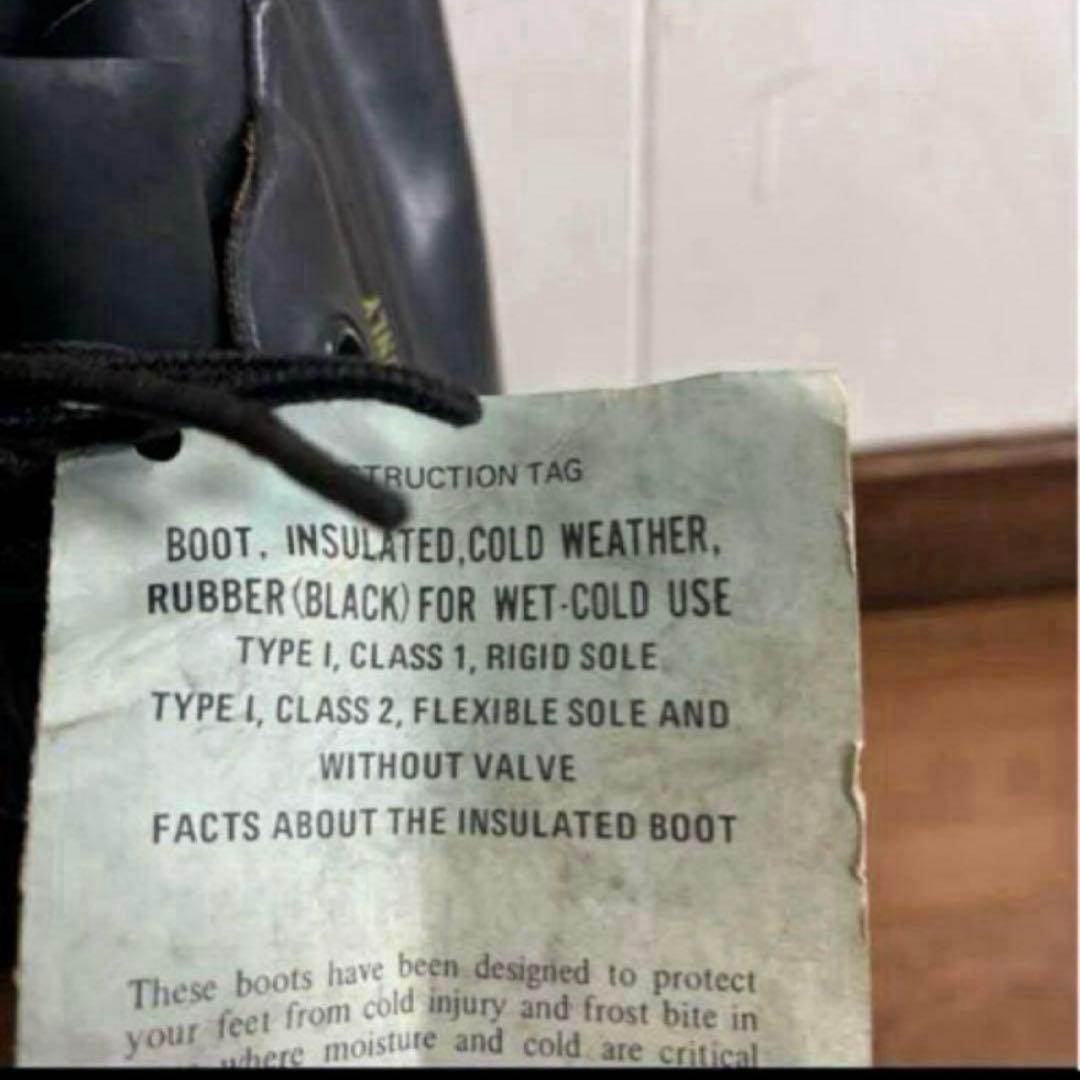 TRUCTION TAG
BOOT, INSULATED,COLD WEATHER,
RUBBER (BLACK) FOR WET-COLD USE
TYPE I, CLASS 1, RIGID SOLE
TYPE I, CLASS 2, FLEXIBLE SOLE AND
WITHOUT VALVE
FACTS ABOUT THE INSULATED BOOT
These boots have been designed to protect
your feet from cold injury and frost bite in
where moisture and cold are critical